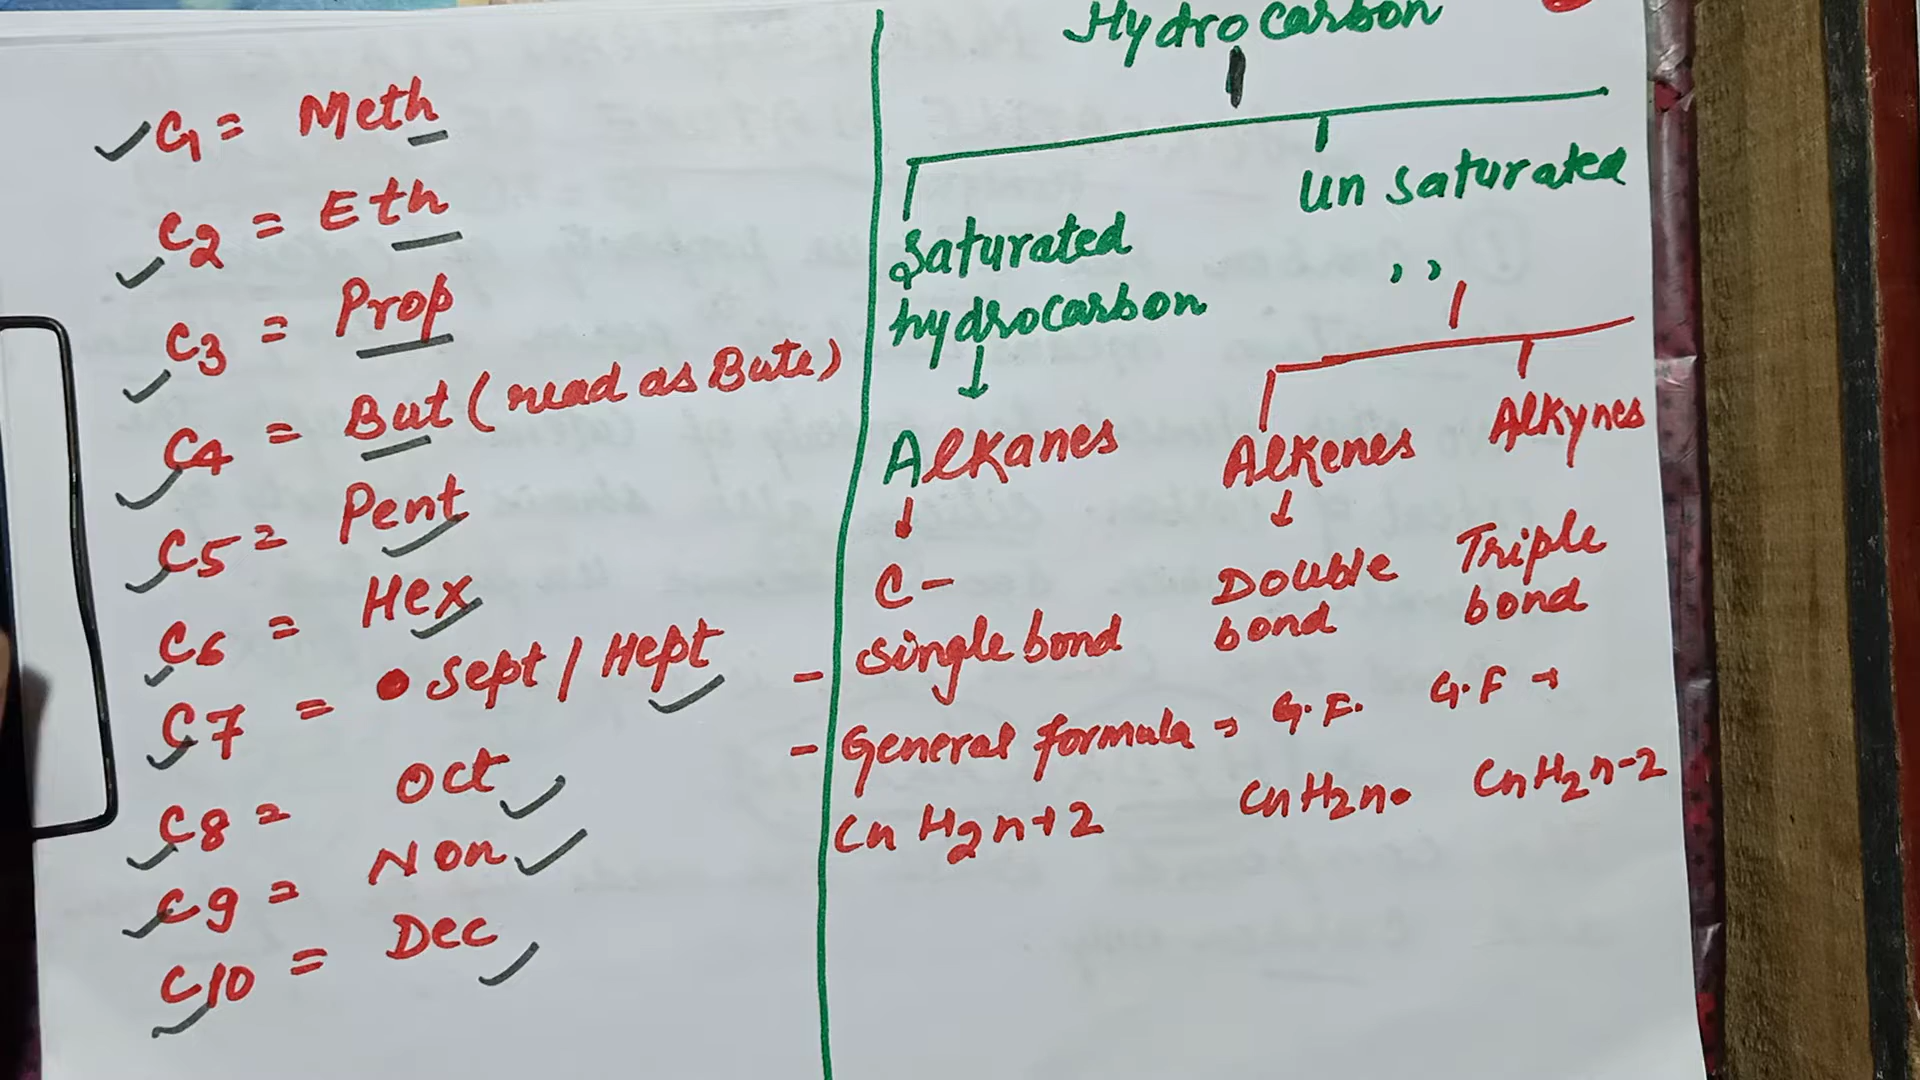 C1 = Meth
C2 = Eth
C3 = Prop
C4 = But (read as Bute)
C5 = Pent
C6 = Hex
C7 = Sept / Hept
C8 = Oct
C9 = Non
C10 = Dec
Hydrocarbon
Saturated
hydrocarbon
Un saturated
,,
Alkanes
Alkenes
Alkynes
C-
- Single bond
Double
bond
Triple
bond
- General formula =
G.F.
G.F →
CnH2n+2
CnH2n
CnH2n-2